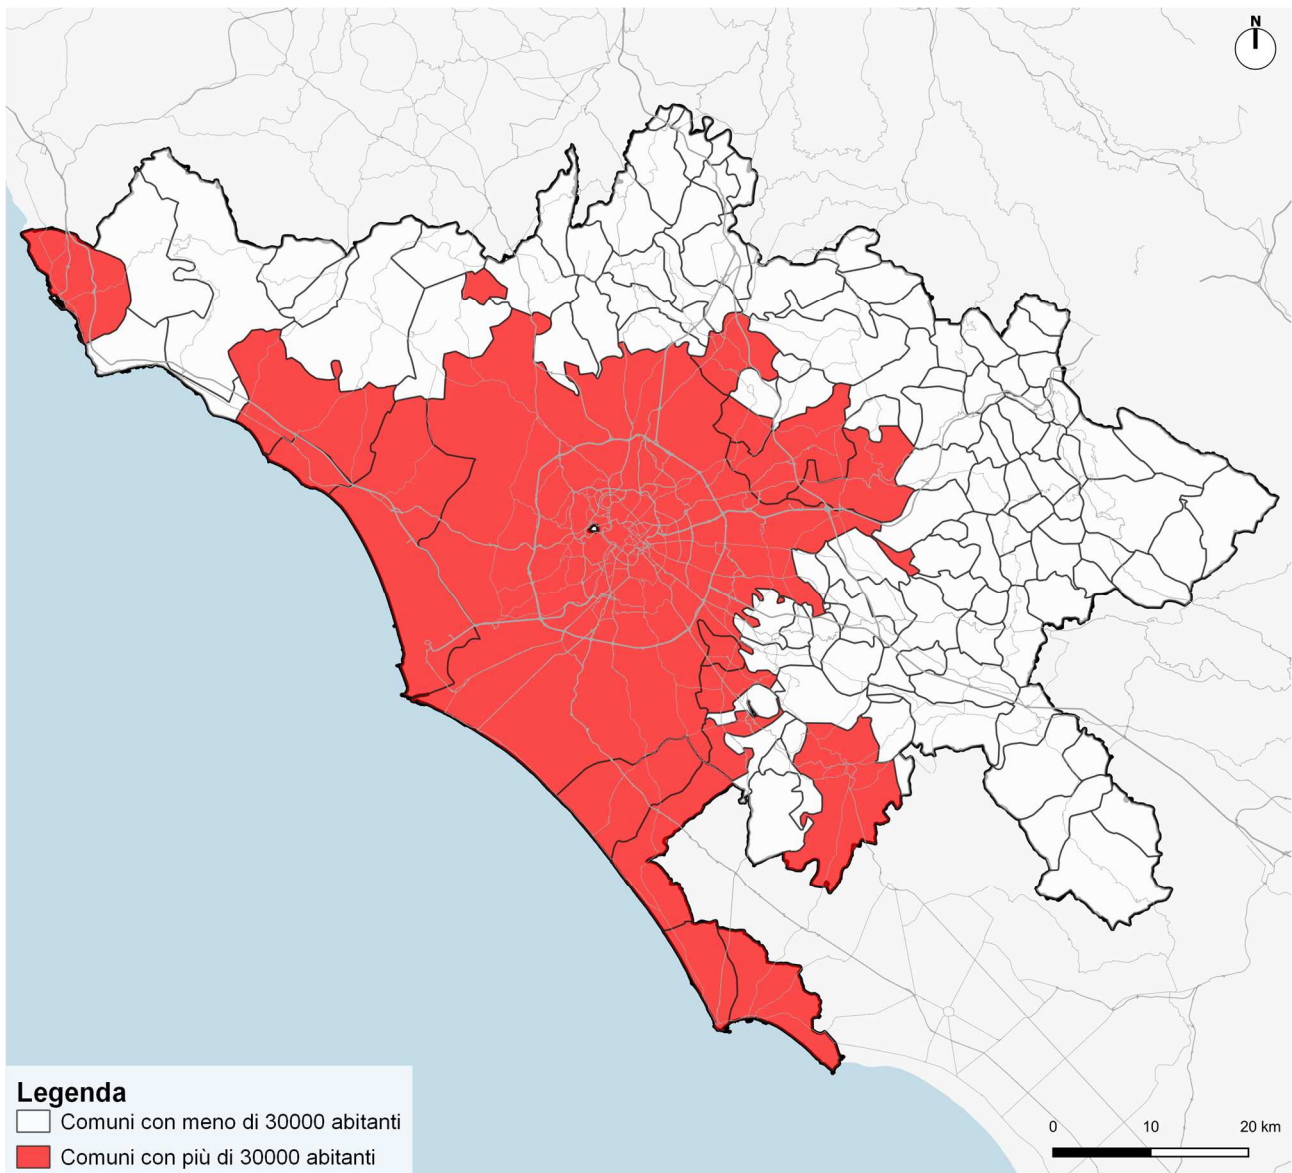 N
Legenda
Comuni con meno di 30000 abitanti
Comuni con più di 30000 abitanti
0 10 20 km